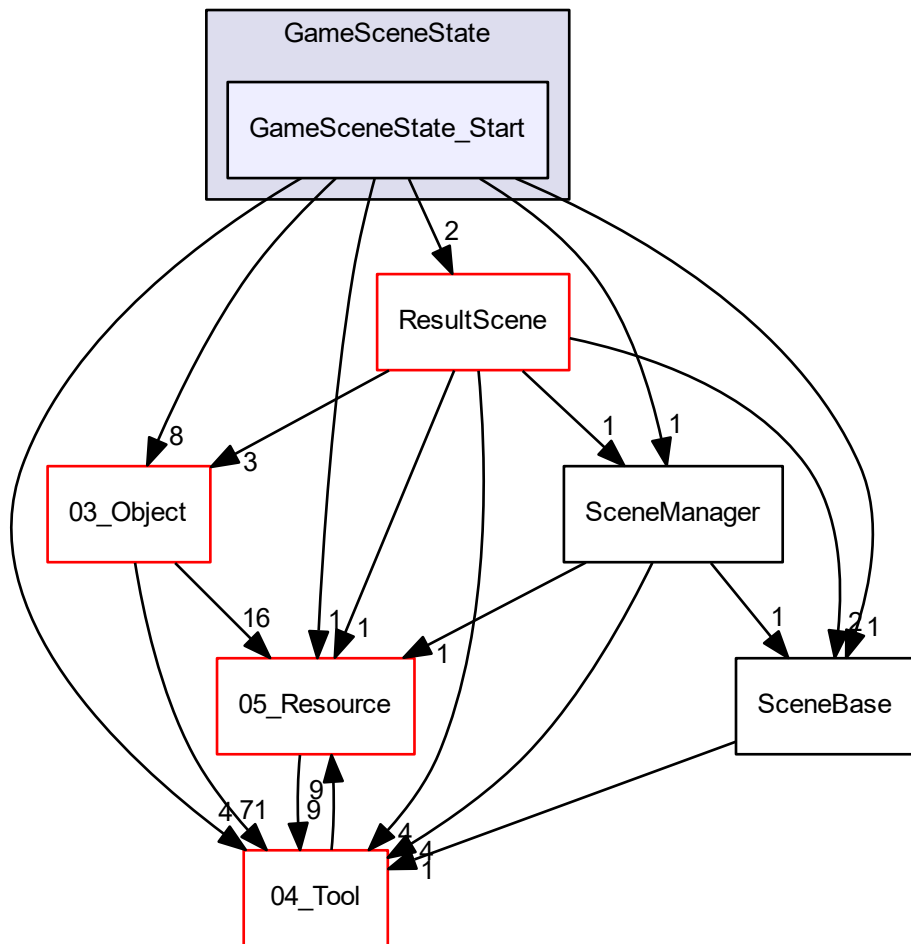 GameSceneState
GameSceneState_Start
2
ResultScene
8
3
1
1
03_Object
SceneManager
16
1
1
1
1
2
1
05_Resource
SceneBase
9
9
4
71
4
4
1
04_Tool